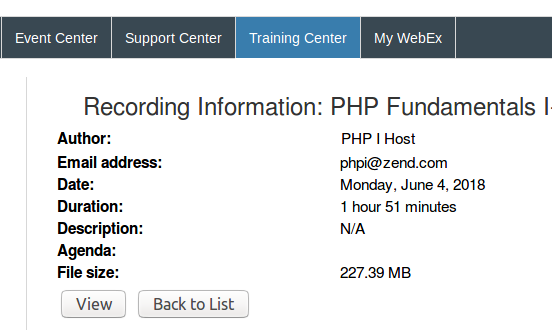 Event Center Support Center Training Center My WebEx
Recording Information: PHP Fundamentals I-
Author: PHP I Host
Email address: phpi@zend.com
Date: Monday, June 4, 2018
Duration: 1 hour 51 minutes
Description: N/A
Agenda:
File size: 227.39 MB
View Back to List